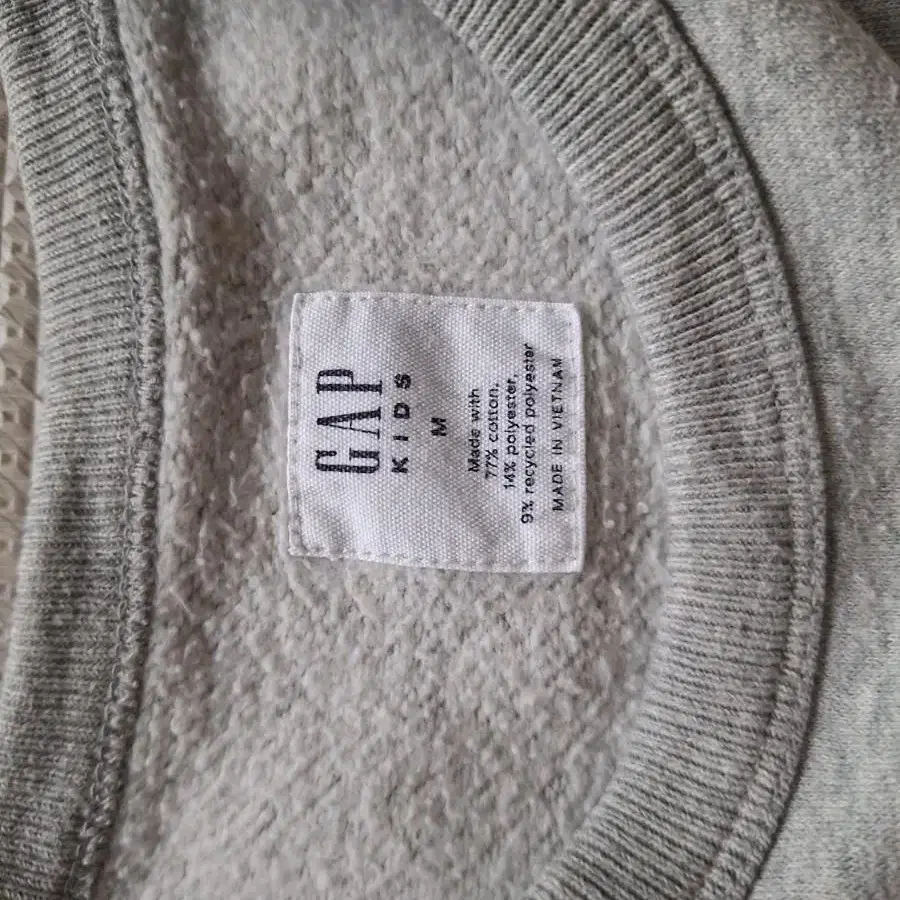 GAP
KIDS
M
Made with
77% cotton,
14% polyester,
9% recycled polyester
MADE IN VIETNAM